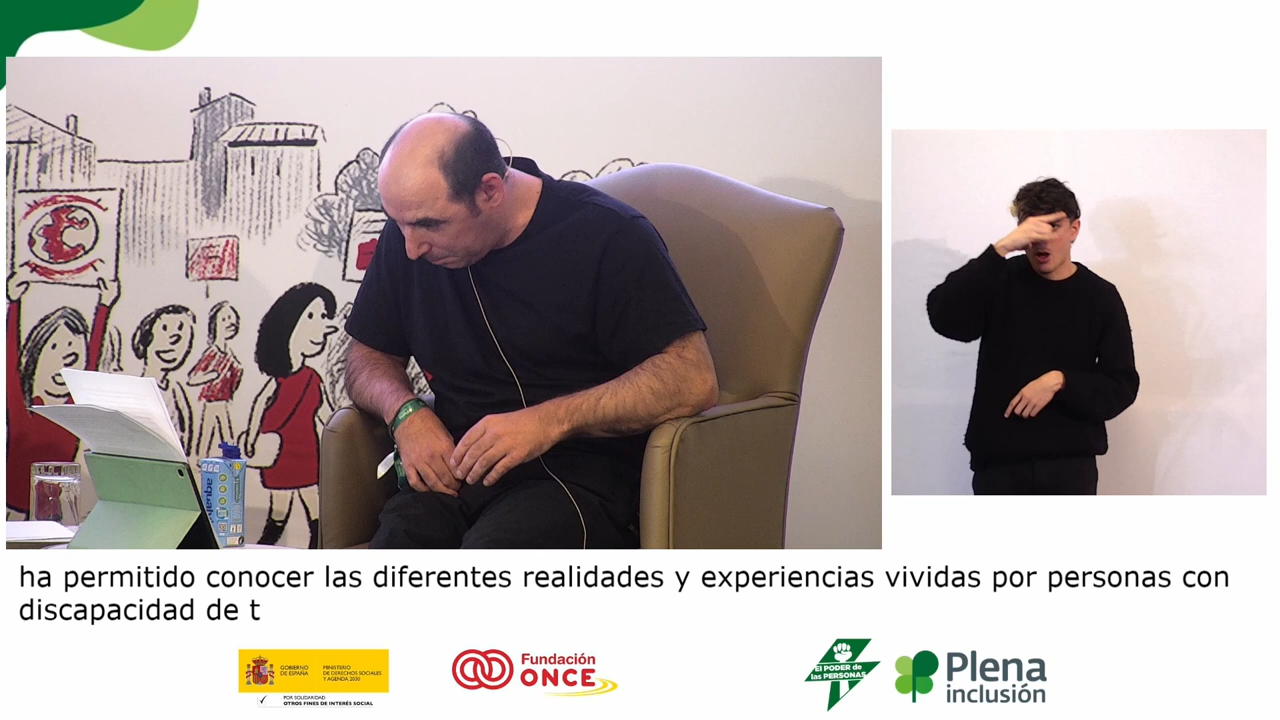 ha permitido conocer las diferentes realidades y experiencias vividas por personas con
discapacidad de t
GOBIERNO
DE ESPAÑA
MINISTERIO
DE DERECHOS SOCIALES
Y AGENDA 2030
POR SOLIDARIDAD
OTROS FINES DE INTERÉS SOCIAL
Fundación
ONCE
El PODER de
las PERSONAS
Plena
inclusión